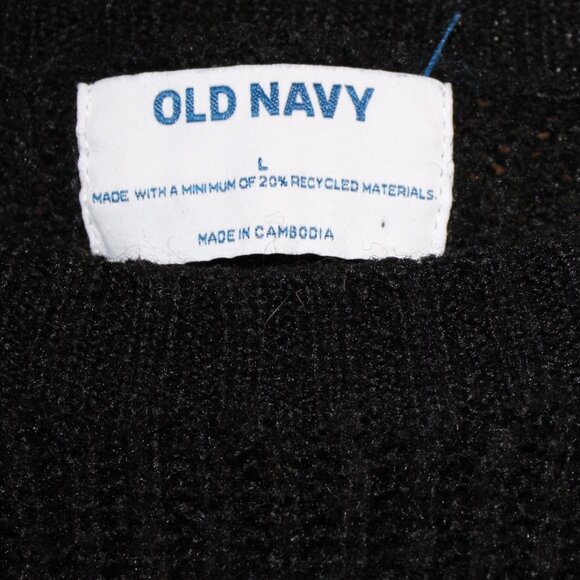 OLD NAVY
L
MADE WITH A MINIMUM OF 20% RECYCLED MATERIALS.
MADE IN CAMBODIA